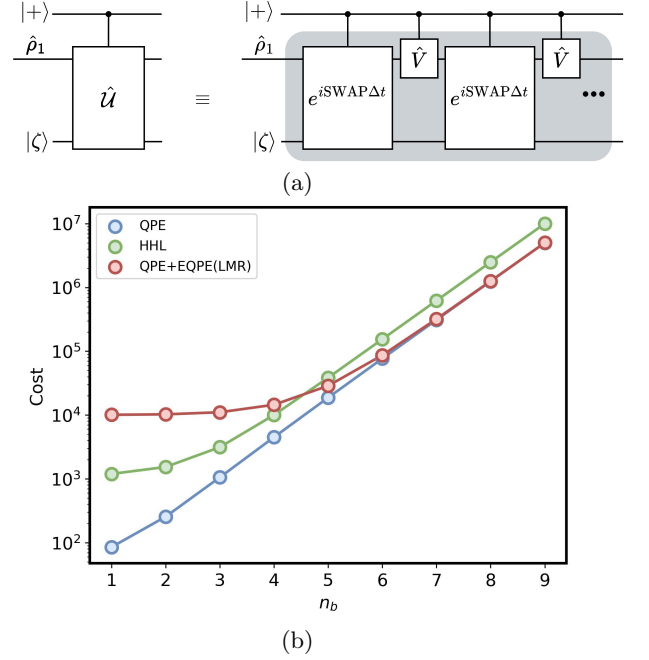 |+⟩ |+⟩
ρ̂₁ ρ̂₁
Û ≡ e^{iSWAPΔt} V̂ e^{iSWAPΔt} V̂ •••
|ζ⟩ |ζ⟩
(a)
QPE
HHL
QPE+EQPE(LMR)
10⁷
10⁶
10⁵
10⁴
10³
10²
Cost
1 2 3 4 5 6 7 8 9
n_b
(b)